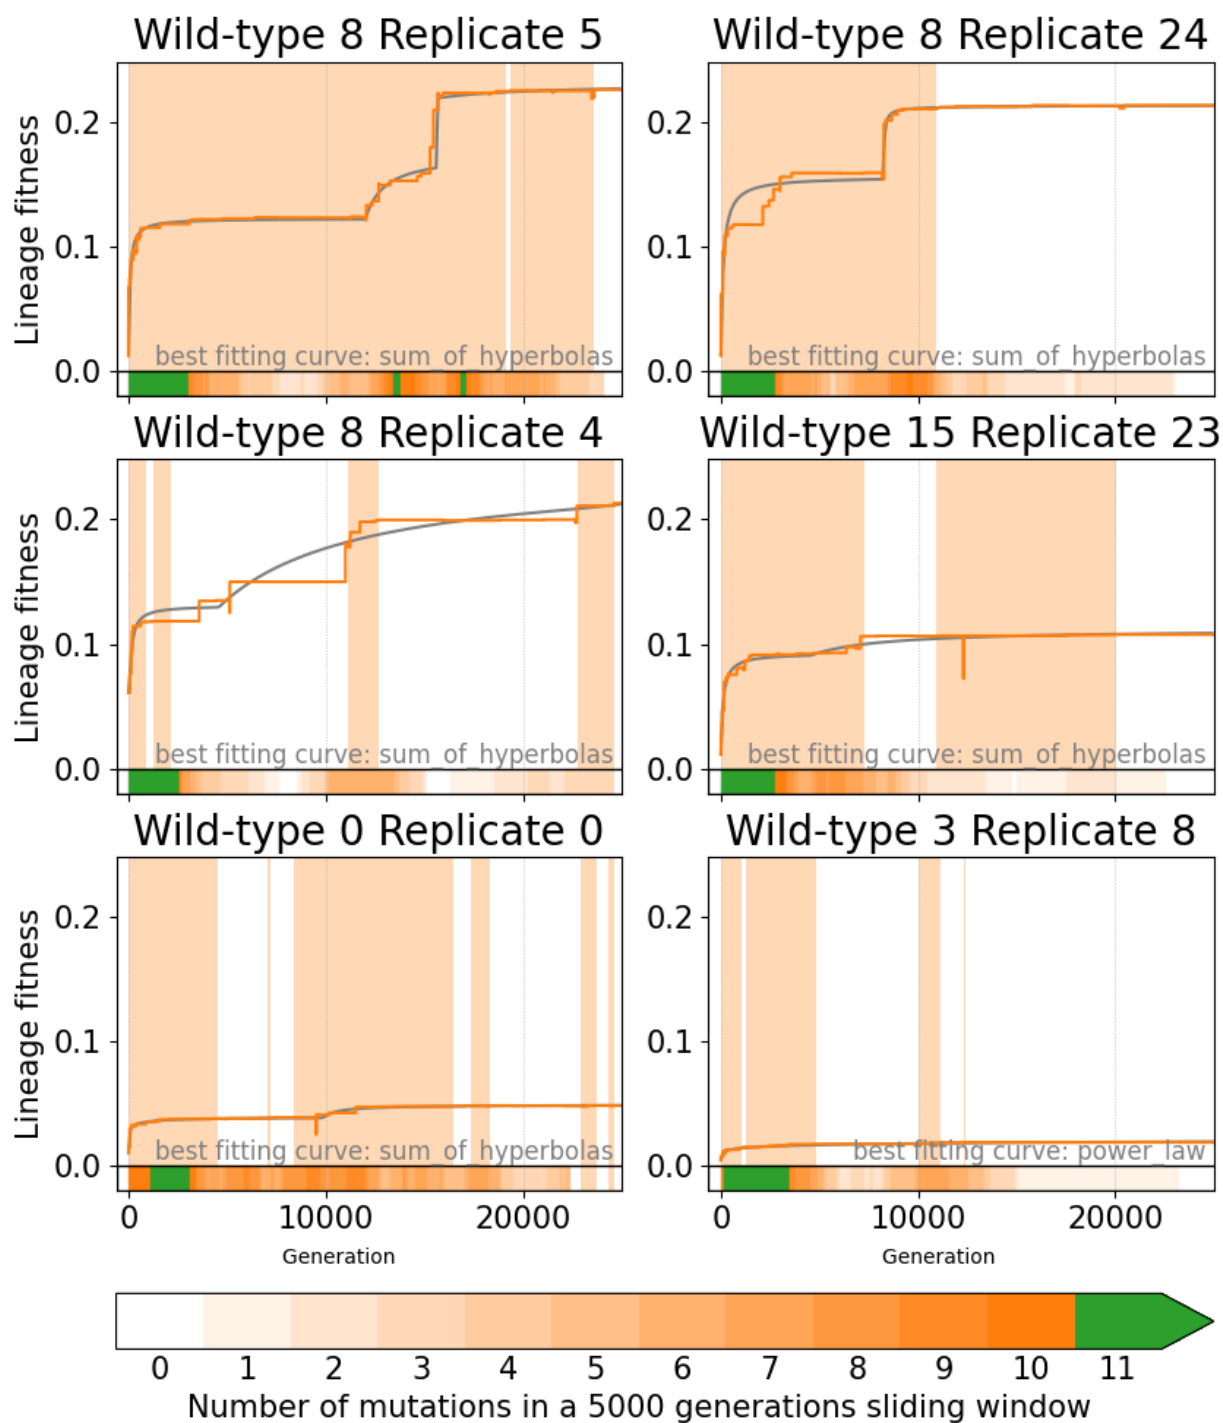 Wild-type 8 Replicate 5
Wild-type 8 Replicate 24
Lineage fitness
0.2
0.1
0.0
best fitting curve: sum_of_hyperbolas
0.2
0.1
0.0
best fitting curve: sum_of_hyperbolas
Wild-type 8 Replicate 4
Wild-type 15 Replicate 23
Lineage fitness
0.2
0.1
0.0
best fitting curve: sum_of_hyperbolas
0.2
0.1
0.0
best fitting curve: sum_of_hyperbolas
Wild-type 0 Replicate 0
Wild-type 3 Replicate 8
Lineage fitness
0.2
0.1
0.0
best fitting curve: sum_of_hyperbolas
0.2
0.1
0.0
best fitting curve: power_law
0 10000 20000
0 10000 20000
Generation
Generation
0 1 2 3 4 5 6 7 8 9 10 11
Number of mutations in a 5000 generations sliding window